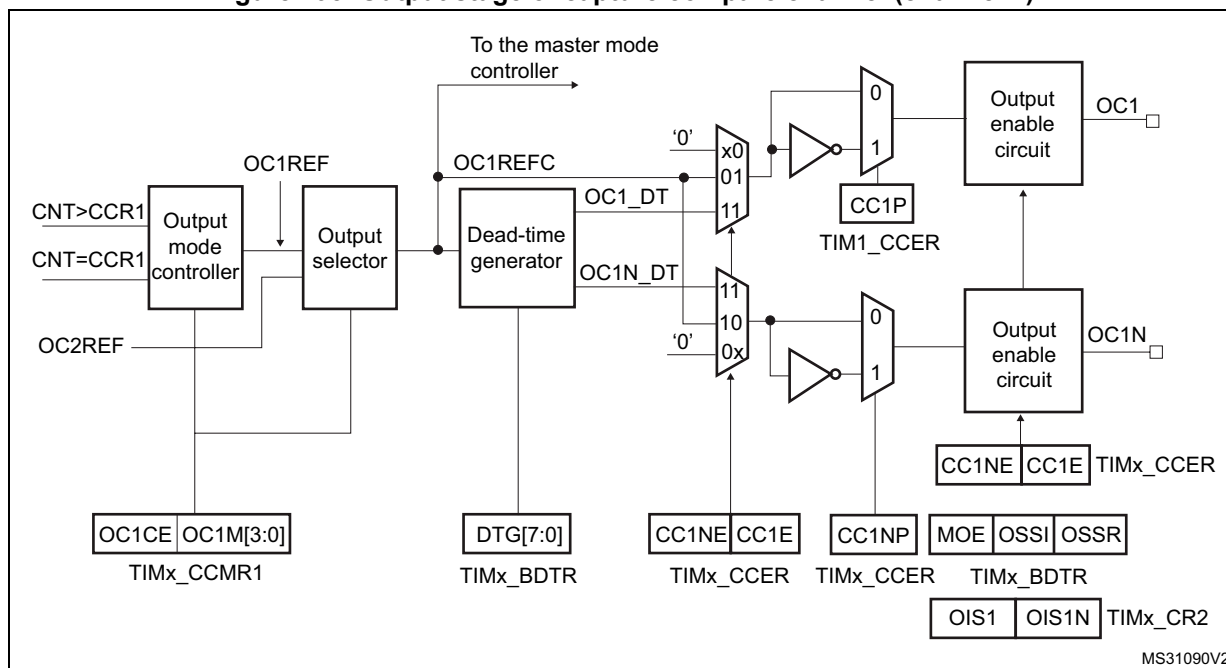 To the master mode
controller
OC1REF
OC1REFC
CNT>CCR1
CNT=CCR1
Output
mode
controller
OC2REF
Output
selector
Dead-time
generator
OC1_DT
OC1N_DT
'0'
x0
01
11
11
10
'0'
0x
0
1
CC1P
TIM1_CCER
0
1
Output
enable
circuit
OC1
Output
enable
circuit
OC1N
CC1NE CC1E TIMx_CCER
OC1CE OC1M[3:0]
TIMx_CCMR1
DTG[7:0]
TIMx_BDTR
CC1NE CC1E
TIMx_CCER
CC1NP
TIMx_CCER
MOE OSSI OSSR
TIMx_BDTR
OIS1 OIS1N TIMx_CR2
MS31090V2